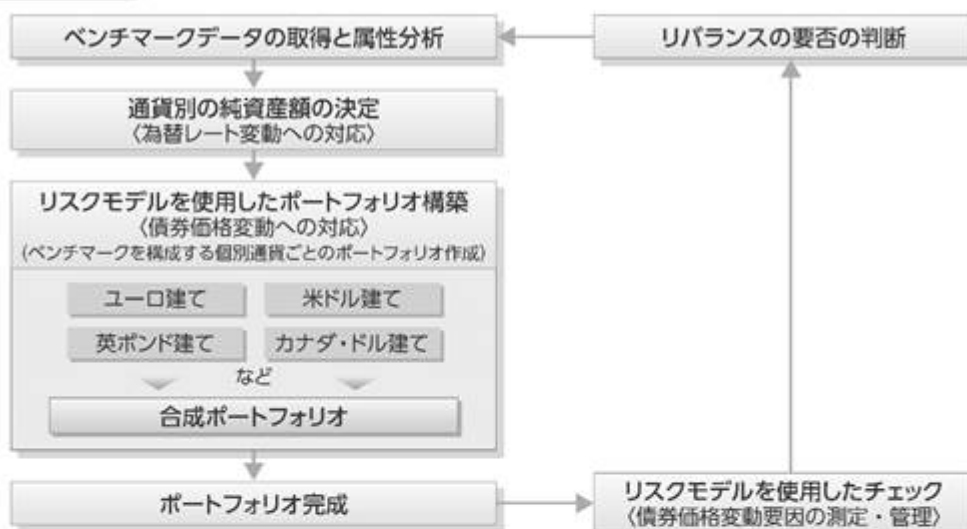 ベンチマークデータの取得と属性分析
リバランスの要否の判断
通貨別の純資産額の決定
〈為替レート変動への対応〉
リスクモデルを使用したポートフォリオ構築
〈債券価格変動への対応〉
(ベンチマークを構成する個別通貨ごとのポートフォリオ作成)
ユーロ建て
米ドル建て
英ポンド建て
カナダ・ドル建て
など
合成ポートフォリオ
ポートフォリオ完成
リスクモデルを使用したチェック
〈債券価格変動要因の測定・管理〉